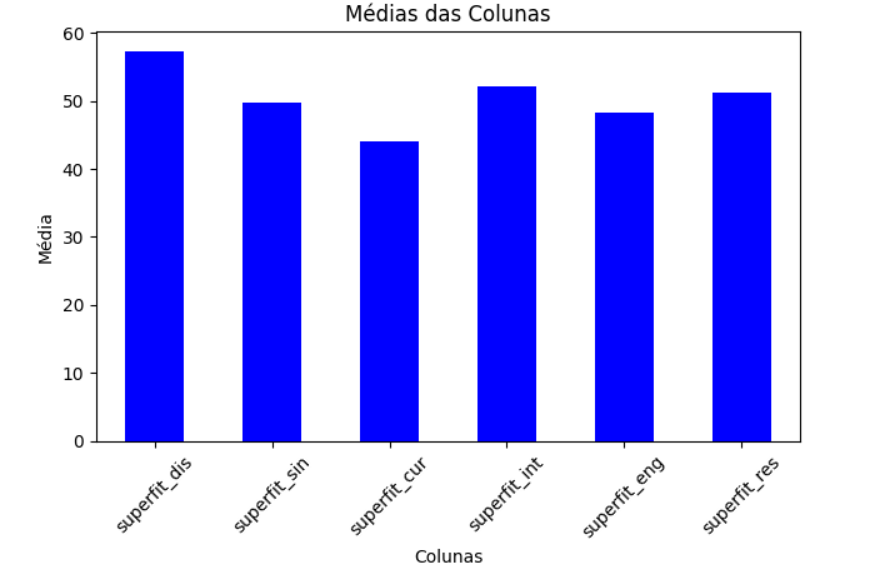 Médias das Colunas
60
50
40
30
20
10
0
Média
superfit_dis
superfit_sin
superfit_cur
superfit_int
superfit_eng
superfit_res
Colunas